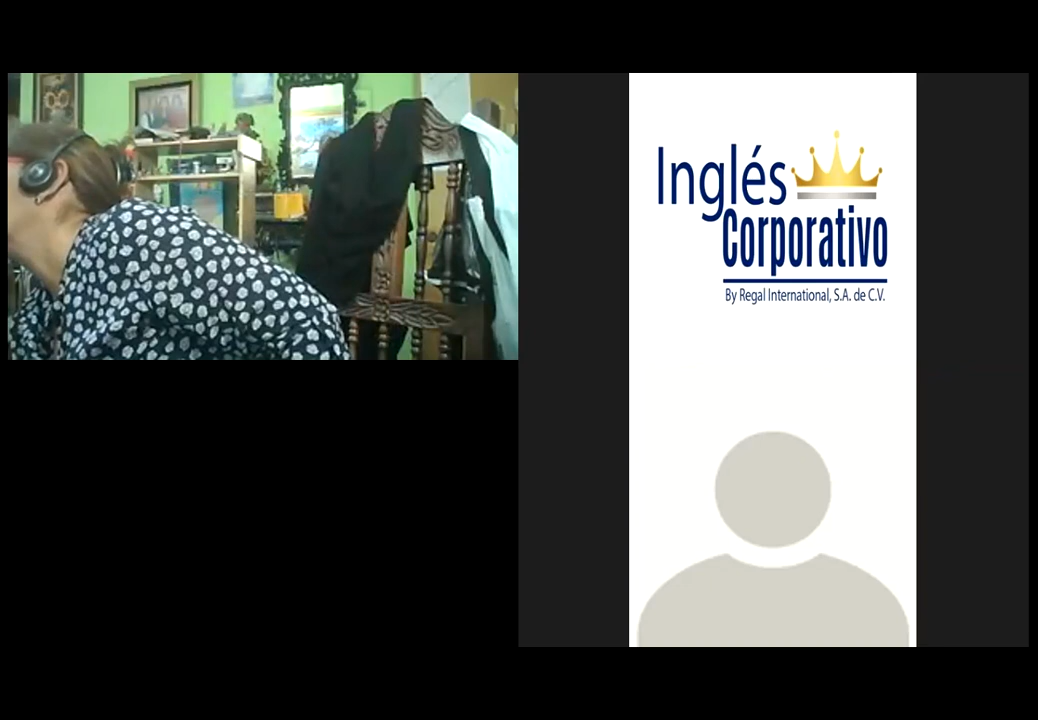 Inglés
Corporativo
By Regal International, S.A. de C.V.